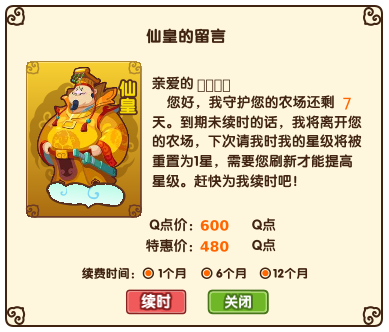 仙皇的留言
仙皇
亲爱的 □□□□
您好，我守护您的农场还剩 7
天。到期未续时的话，我将离开您
的农场，下次请我时我的星级将被
重置为1星，需要您刷新才能提高
星级。赶快为我续时吧！
Q点价：600 Q点
特惠价：480 Q点
续费时间： 1个月 6个月 12个月
续时 关闭